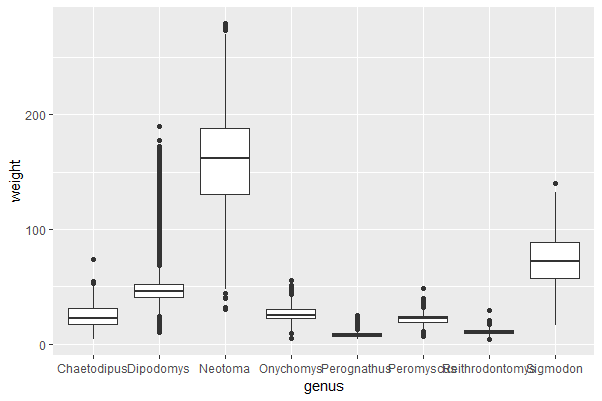 weight
200
100
0
Chaetodipus Dipodomys Neotoma Onychomys Perognathus Peromyscus Reithrodontomys Sigmodon
genus